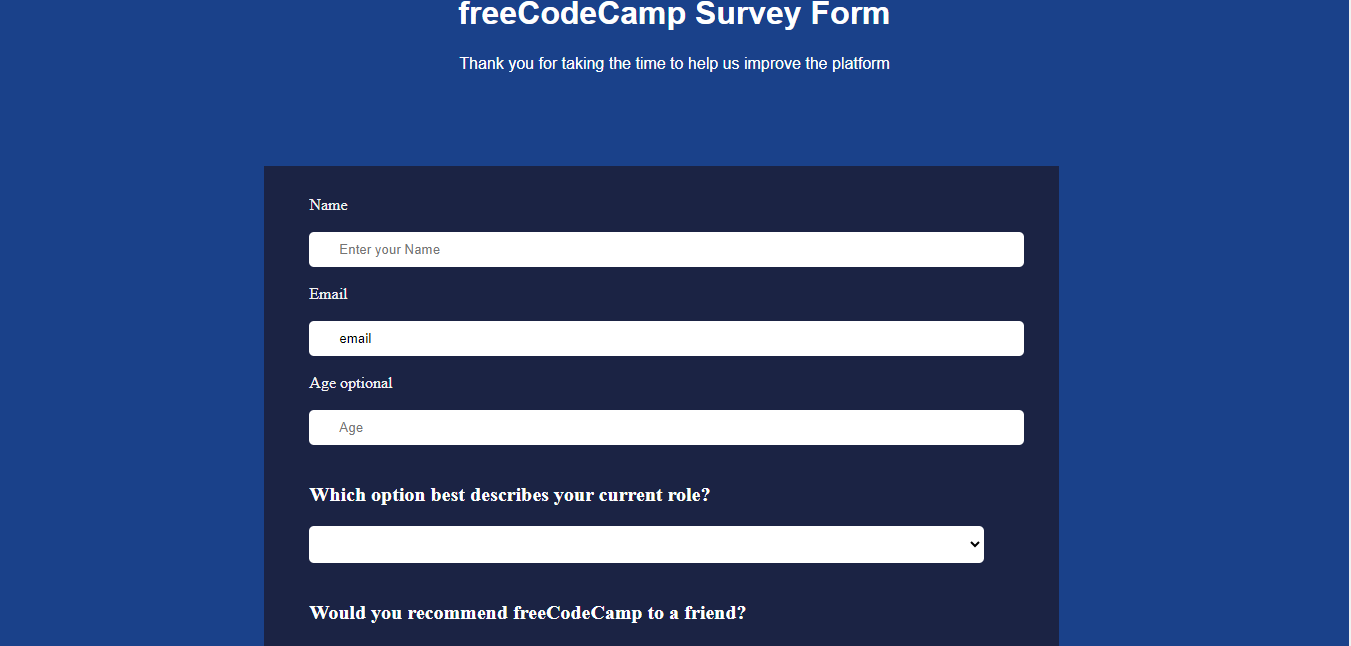 freeCodeCamp Survey Form
Thank you for taking the time to help us improve the platform
Name
Enter your Name
Email
email
Age optional
Age
Which option best describes your current role?
Would you recommend freeCodeCamp to a friend?